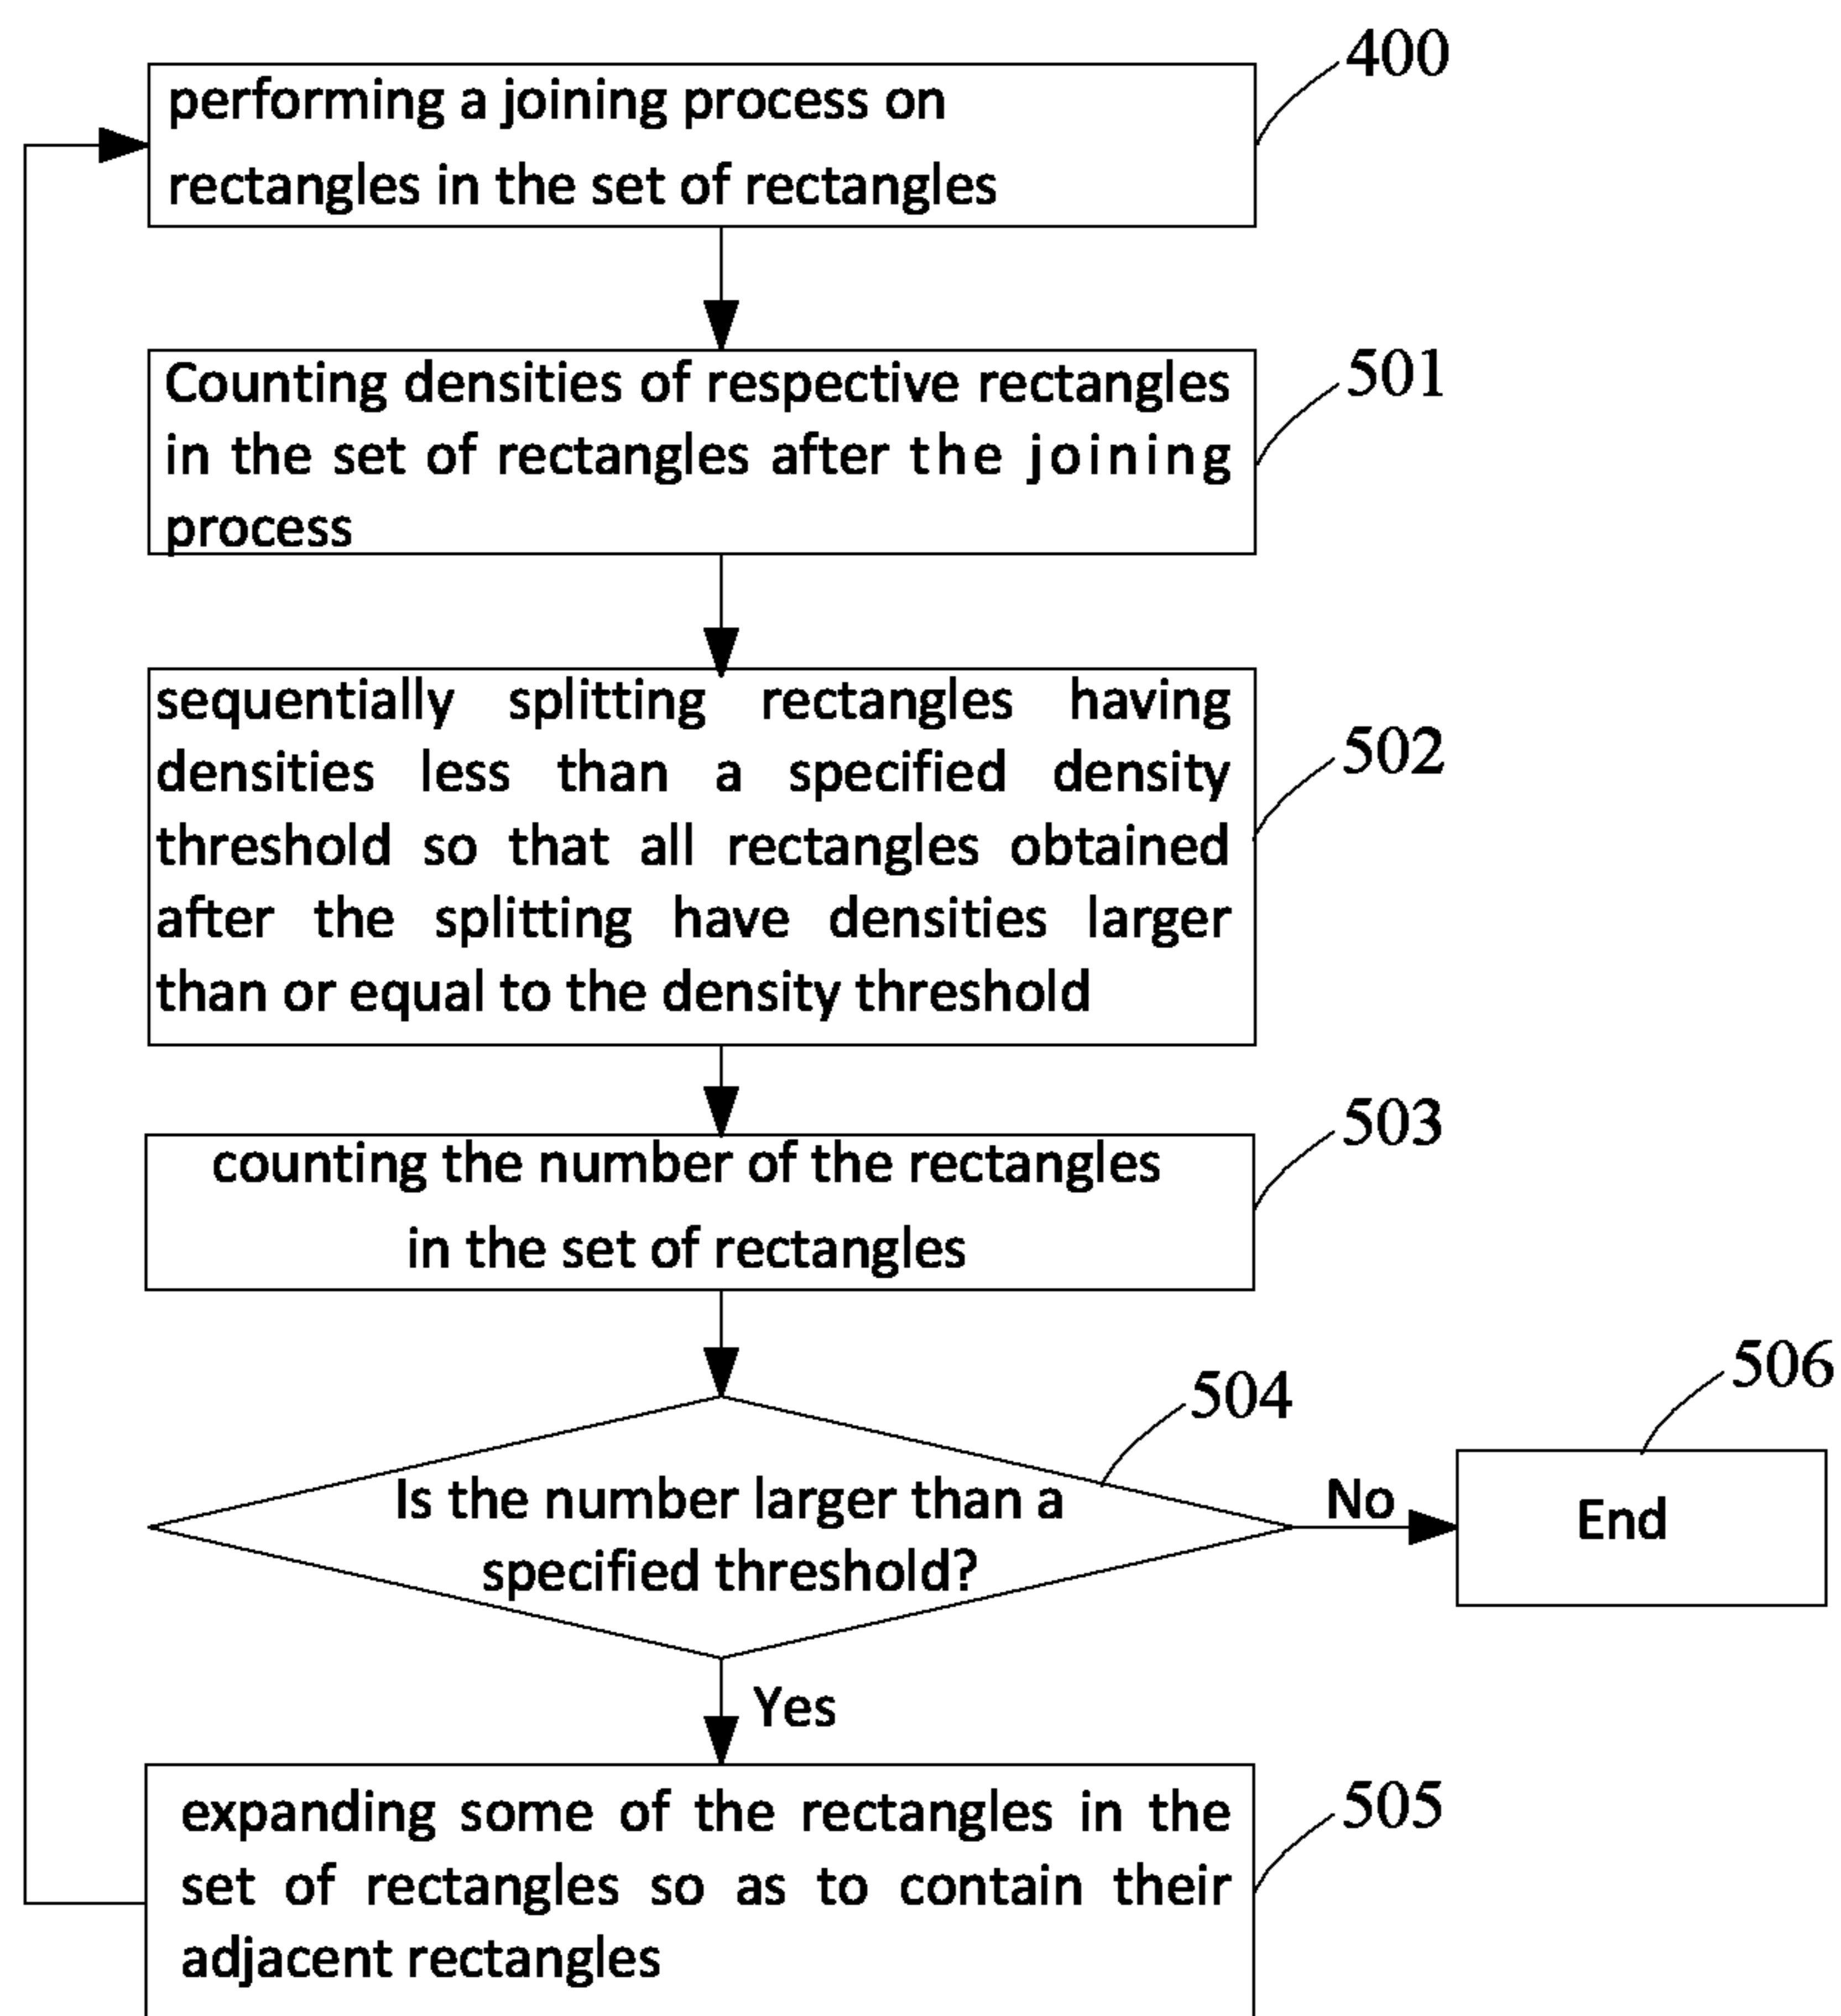 400
performing a joining process on
rectangles in the set of rectangles
501
Counting densities of respective rectangles
in the set of rectangles after the joining
process
502
sequentially splitting rectangles having
densities less than a specified density
threshold so that all rectangles obtained
after the splitting have densities larger
than or equal to the density threshold
503
counting the number of the rectangles
in the set of rectangles
504
Is the number larger than a
specified threshold?
No
506
End
Yes
505
expanding some of the rectangles in the
set of rectangles so as to contain their
adjacent rectangles